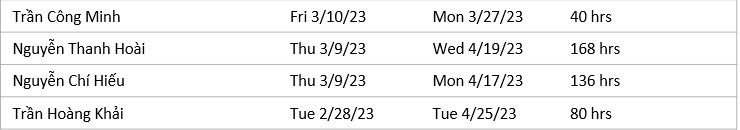 Trần Công Minh Fri 3/10/23 Mon 3/27/23 40 hrs
Nguyễn Thanh Hoài Thu 3/9/23 Wed 4/19/23 168 hrs
Nguyễn Chí Hiếu Thu 3/9/23 Mon 4/17/23 136 hrs
Trần Hoàng Khải Tue 2/28/23 Tue 4/25/23 80 hrs